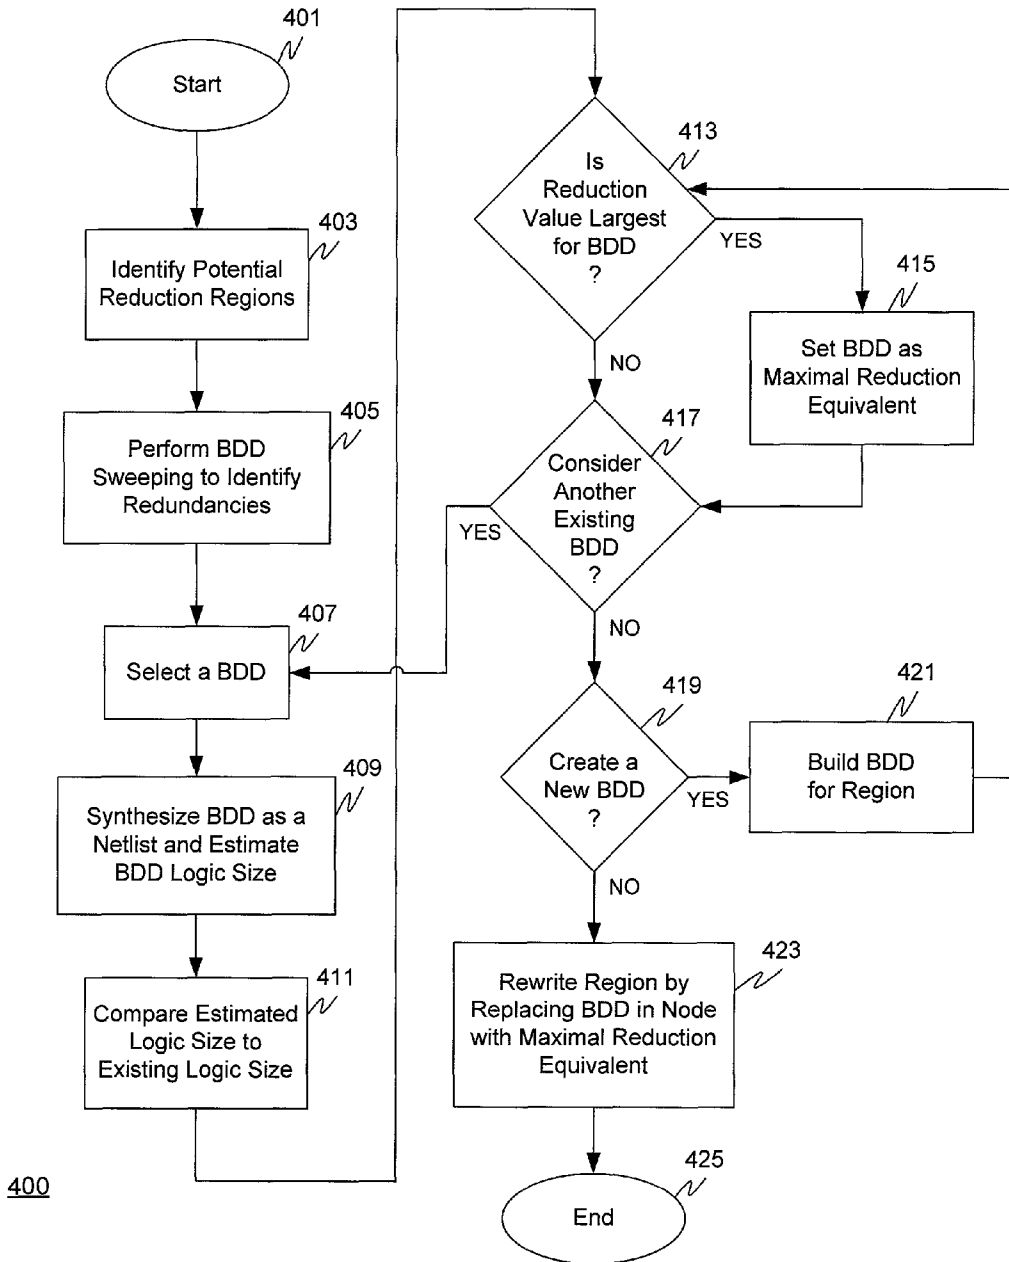 401
Start
403
Identify Potential
Reduction Regions
405
Perform BDD
Sweeping to Identify
Redundancies
407
Select a BDD
409
Synthesize BDD as a
Netlist and Estimate
BDD Logic Size
411
Compare Estimated
Logic Size to
Existing Logic Size
400
413
Is
Reduction
Value Largest
for BDD
?
YES
NO
415
Set BDD as
Maximal Reduction
Equivalent
417
Consider
Another
Existing
BDD
?
YES
NO
419
Create a
New BDD
?
YES
NO
421
Build BDD
for Region
423
Rewrite Region by
Replacing BDD in Node
with Maximal Reduction
Equivalent
425
End